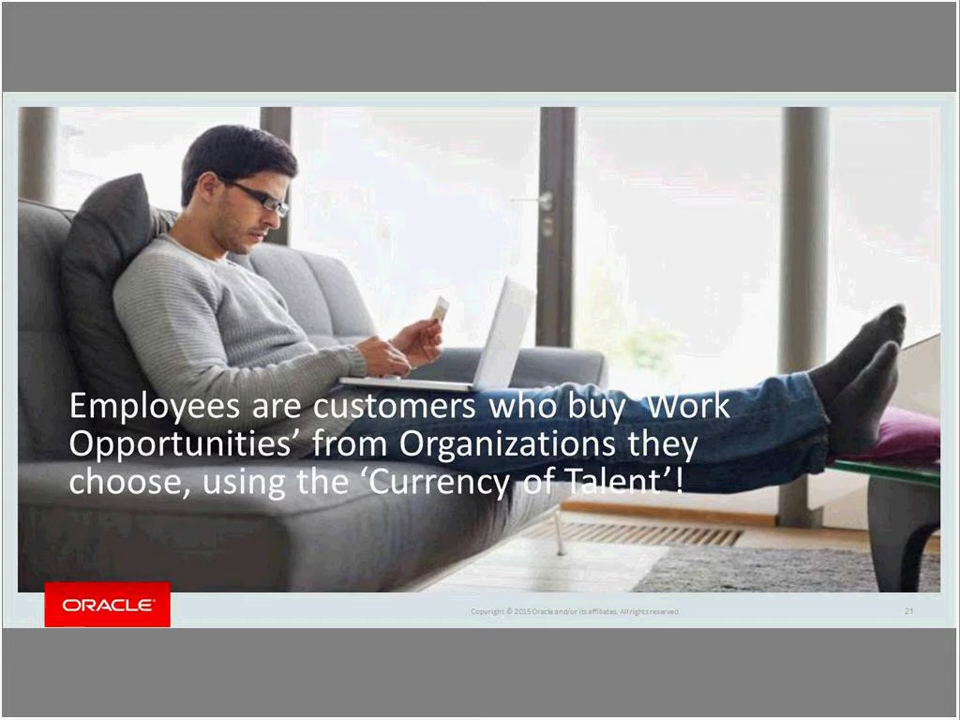 Employees are customers who buy ‘Work
Opportunities’ from Organizations they
choose, using the ‘Currency of Talent’!
ORACLE
Copyright © 2015 Oracle and/or its affiliates. All rights reserved.
21